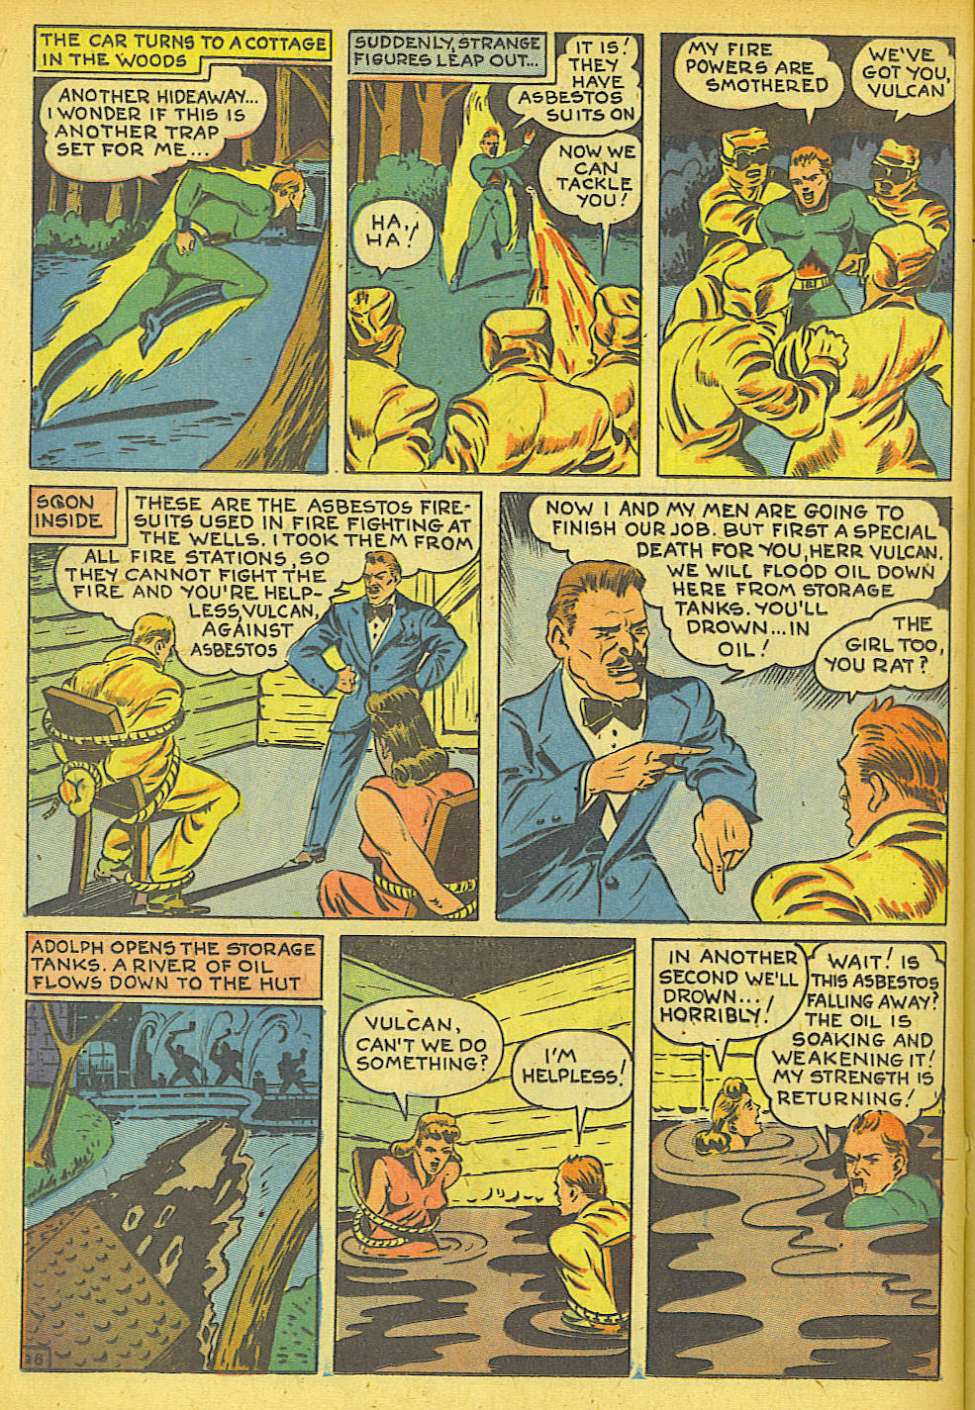 THE CAR TURNS TO A COTTAGE
IN THE WOODS
ANOTHER HIDEAWAY...
I WONDER IF THIS IS
ANOTHER TRAP
SET FOR ME...
SUDDENLY, STRANGE
FIGURES LEAP OUT...
IT IS!
THEY
HAVE
ASBESTOS
SUITS ON
NOW WE
CAN
TACKLE
YOU!
HA,
HA!
MY FIRE
POWERS ARE
SMOTHERED
WE'VE
GOT YOU,
VULCAN
SOON
INSIDE
THESE ARE THE ASBESTOS FIRE-
SUITS USED IN FIRE FIGHTING AT
THE WELLS. I TOOK THEM FROM
ALL FIRE STATIONS, SO
THEY CANNOT FIGHT THE
FIRE AND YOU'RE HELP-
LESS, VULCAN,
AGAINST
ASBESTOS
NOW I AND MY MEN ARE GOING TO
FINISH OUR JOB. BUT FIRST A SPECIAL
DEATH FOR YOU, HERR VULCAN.
WE WILL FLOOD OIL DOWN
HERE FROM STORAGE
TANKS. YOU'LL
DROWN...IN
OIL!
THE
GIRL TOO,
YOU RAT?
ADOLPH OPENS THE STORAGE
TANKS. A RIVER OF OIL
FLOWS DOWN TO THE HUT
VULCAN,
CAN'T WE DO
SOMETHING?
I'M
HELPLESS!
IN ANOTHER
SECOND WE'LL
DROWN...
HORRIBLY!
WAIT! IS
THIS ASBESTOS
FALLING AWAY?
THE OIL IS
SOAKING AND
WEAKENING IT!
MY STRENGTH IS
RETURNING!